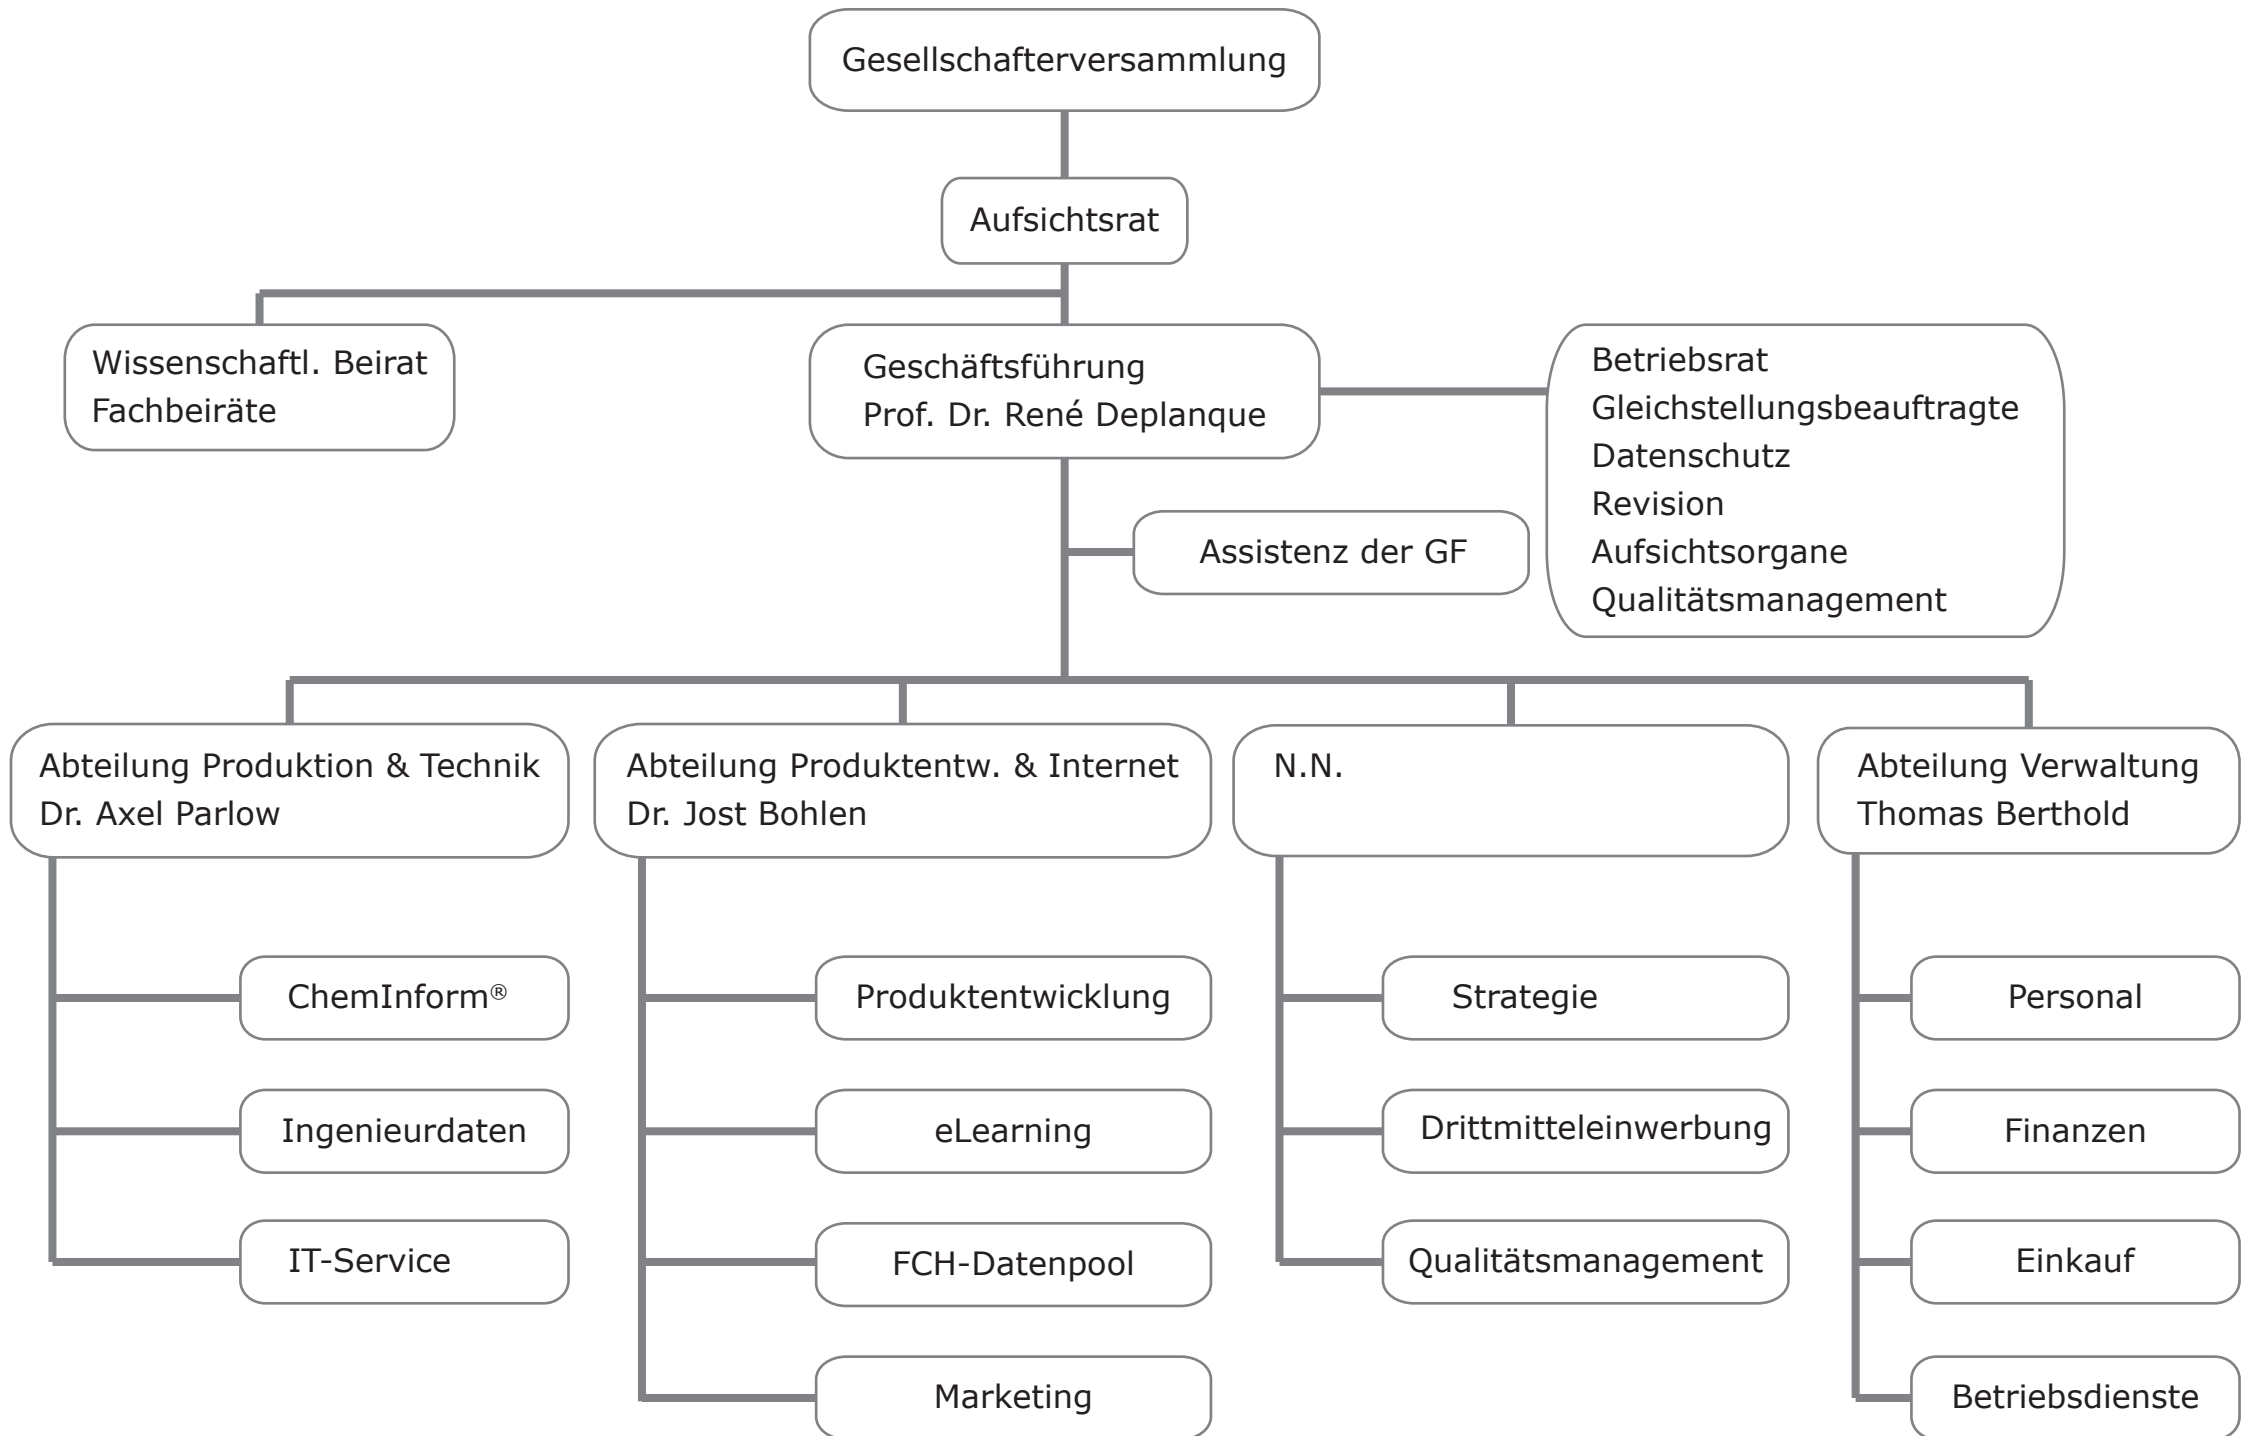 Gesellschafterversammlung
Aufsichtsrat
Wissenschaftl. Beirat
Fachbeiräte
Geschäftsführung
Prof. Dr. René Deplanque
Betriebsrat
Gleichstellungsbeauftragte
Datenschutz
Revision
Aufsichtsorgane
Qualitätsmanagement
Assistenz der GF
Abteilung Produktion & Technik
Dr. Axel Parlow
ChemInform®
Ingenieurdaten
IT-Service
Abteilung Produktentw. & Internet
Dr. Jost Bohlen
Produktentwicklung
eLearning
FCH-Datenpool
Marketing
N.N.
Strategie
Drittmitteleinwerbung
Qualitätsmanagement
Abteilung Verwaltung
Thomas Berthold
Personal
Finanzen
Einkauf
Betriebsdienste